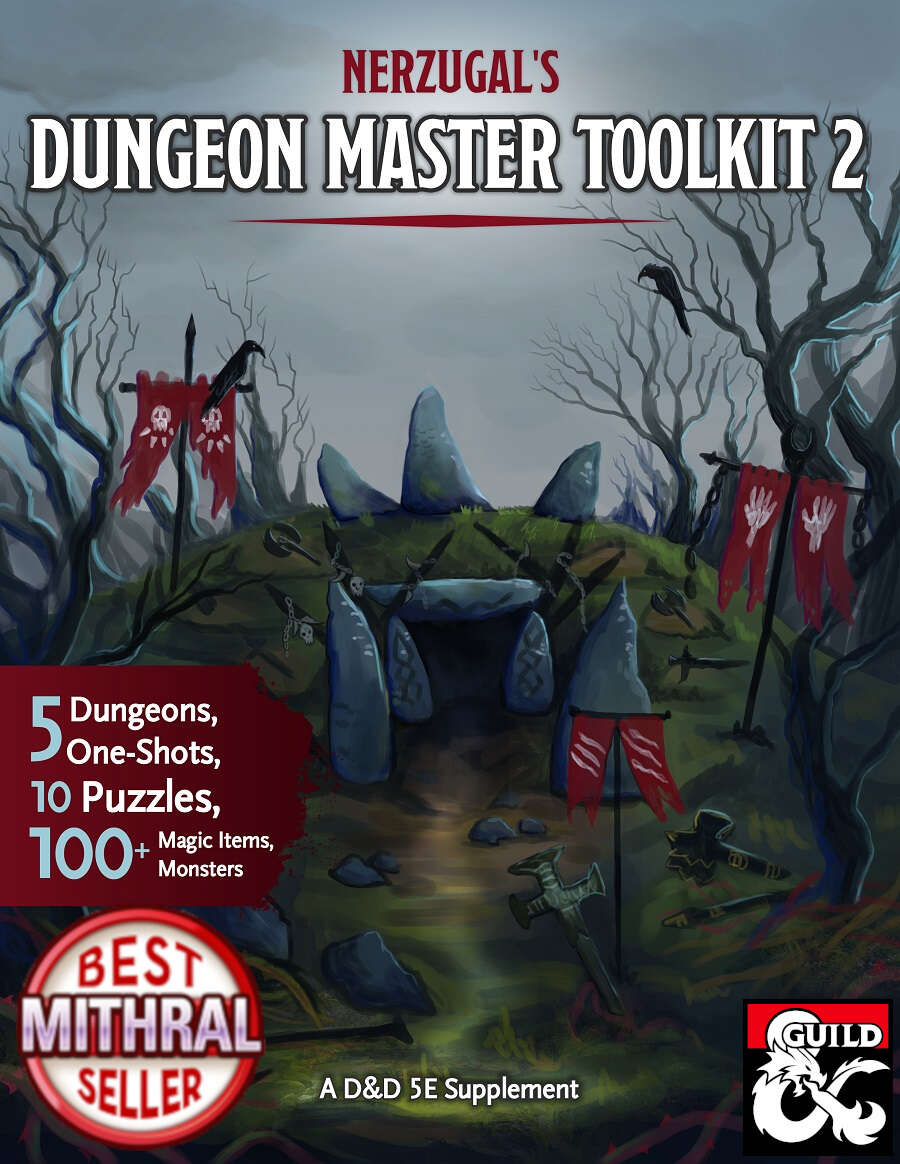 NERZUGAL'S
DUNGEON MASTER TOOLKIT 2
5 Dungeons,
One-Shots,
10 Puzzles,
100+ Magic Items,
Monsters
BEST
MITHRAL
SELLER
A D&D 5E Supplement
GUILD